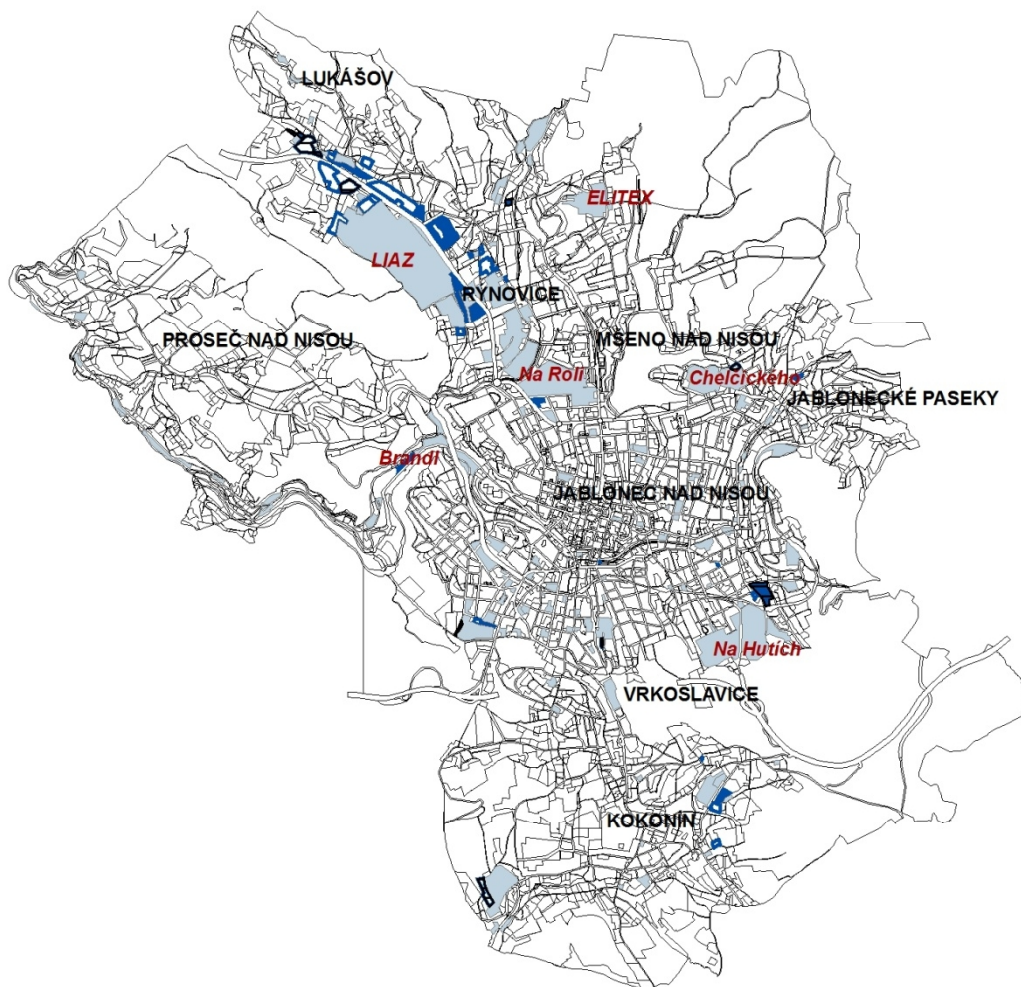 LUKÁŠOV
ELITEX
LIAZ
RÝNOVICE
PROSEČ NAD NISOU
MŠENO NAD NISOU
Na Roli
Chelčického
JABLONECKÉ PASEKY
Brandl
JABLONEC NAD NISOU
Na Hutích
VRKOSLAVICE
KOKONÍN